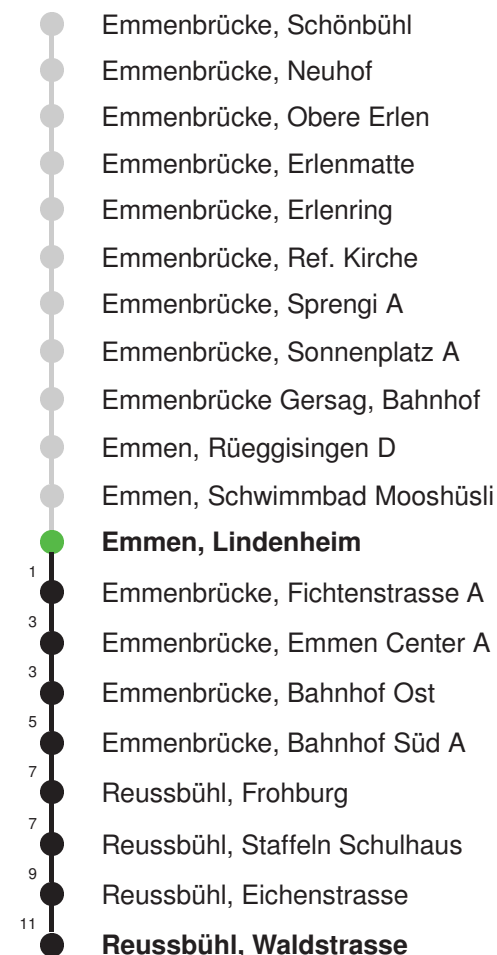 Emmenbrücke, Schönbühl
Emmenbrücke, Neuhof
Emmenbrücke, Obere Erlen
Emmenbrücke, Erlenmatte
Emmenbrücke, Erlenring
Emmenbrücke, Ref. Kirche
Emmenbrücke, Sprengi A
Emmenbrücke, Sonnenplatz A
Emmenbrücke Gersag, Bahnhof
Emmen, Rüeggisingen D
Emmen, Schwimmbad Mooshüsli
Emmen, Lindenheim
1 Emmenbrücke, Fichtenstrasse A
3 Emmenbrücke, Emmen Center A
3 Emmenbrücke, Bahnhof Ost
5 Emmenbrücke, Bahnhof Süd A
7 Reussbühl, Frohburg
7 Reussbühl, Staffeln Schulhaus
9 Reussbühl, Eichenstrasse
11 Reussbühl, Waldstrasse